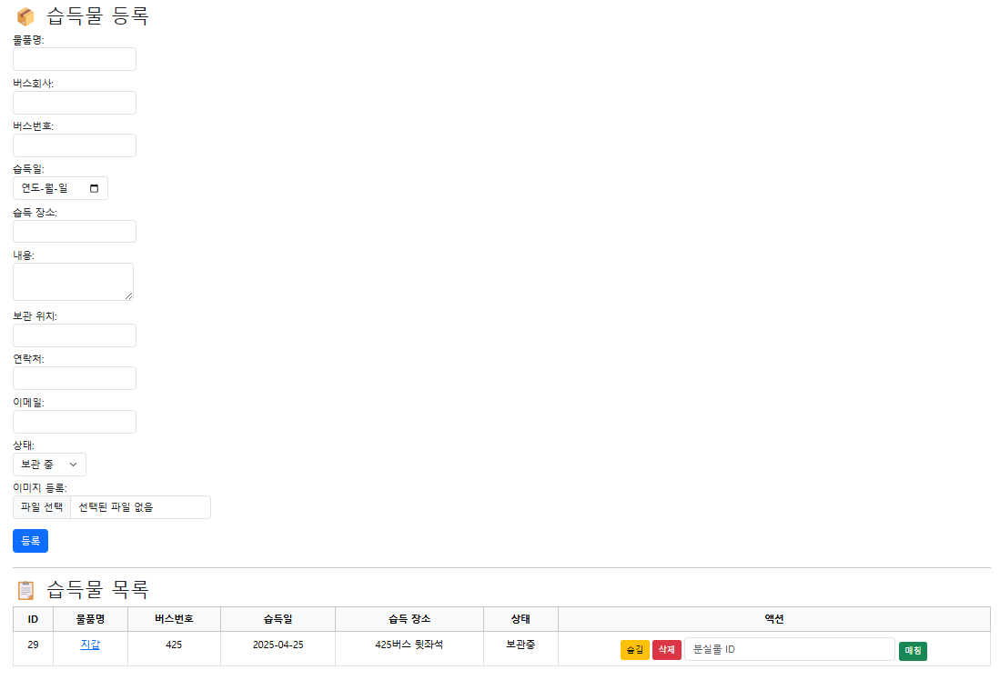 습득물 등록
물품명:
버스회사:
버스번호:
습득일:
연도-월-일
습득 장소:
내용:
보관 위치:
연락처:
이메일:
상태:
보관 중
이미지 등록:
파일 선택 선택된 파일 없음
등록
습득물 목록
ID 물품명 버스번호 습득일 습득 장소 상태 액션
29 지갑 425 2025-04-25 425버스 뒷좌석 보관중 숨김 삭제 분실물 ID 매칭